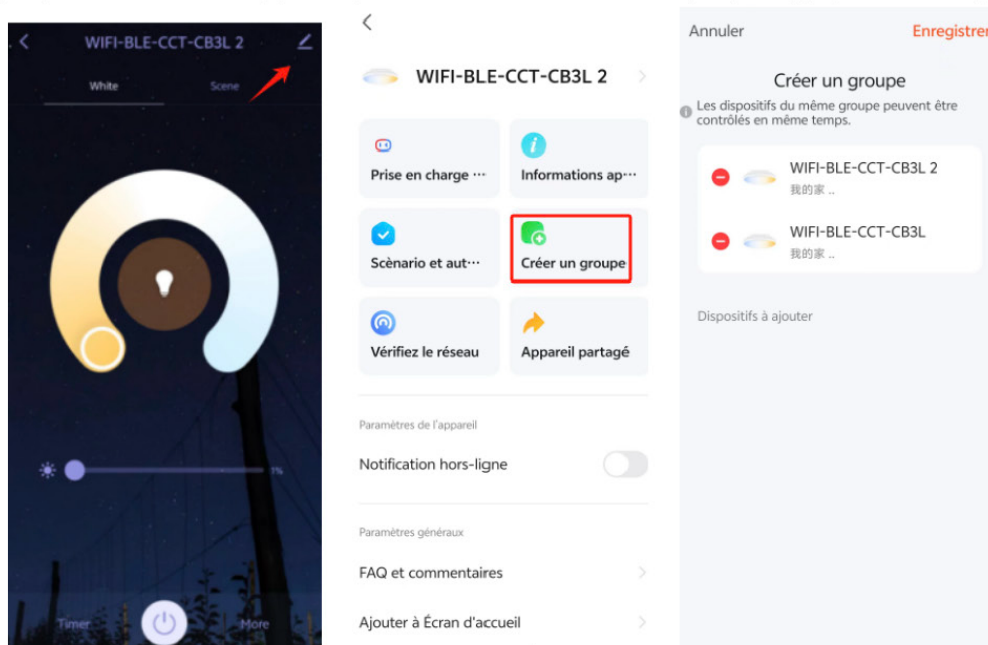 WIFI-BLE-CCT-CB3L 2
White
Scene
1%
Timer
More
WIFI-BLE-CCT-CB3L 2
Prise en charge ···
Informations ap···
Scènario et aut···
Créer un groupe
Vérifiez le réseau
Appareil partagé
Paramètres de l'appareil
Notification hors-ligne
Paramètres généraux
FAQ et commentaires
Ajouter à Écran d'accueil
Annuler
Enregistrer
Créer un groupe
Les dispositifs du même groupe peuvent être
contrôlés en même temps.
WIFI-BLE-CCT-CB3L 2
我的家 ..
WIFI-BLE-CCT-CB3L
我的家 ..
Dispositifs à ajouter